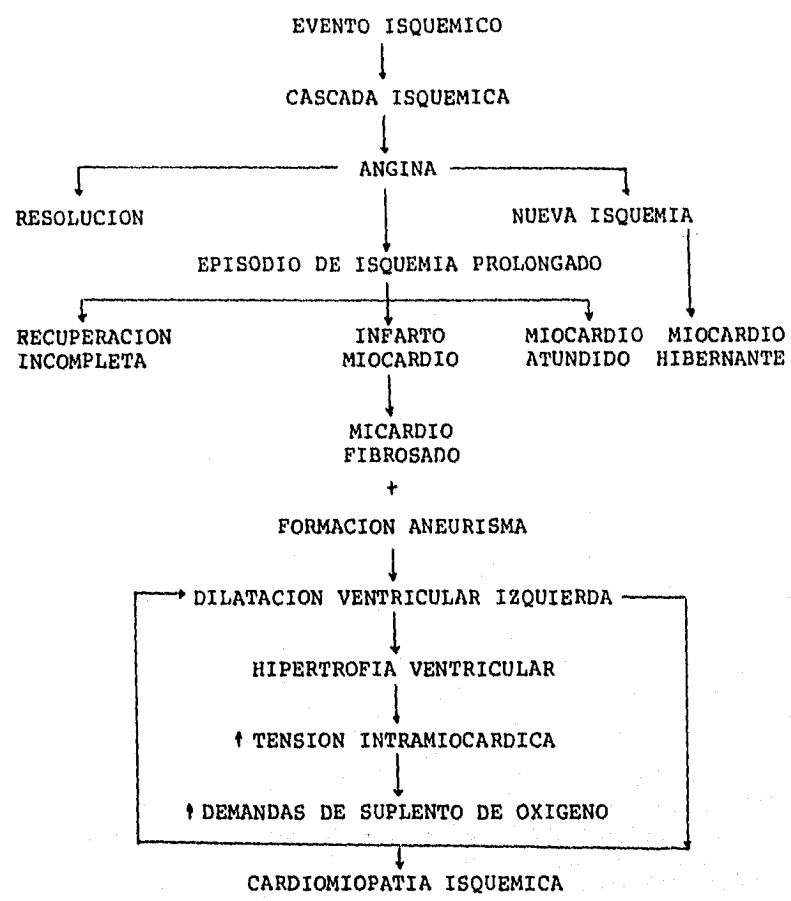 EVENTO ISQUEMICO
CASCADA ISQUEMICA
ANGINA
RESOLUCION
NUEVA ISQUEMIA
EPISODIO DE ISQUEMIA PROLONGADO
RECUPERACION
INCOMPLETA
INFARTO
MIOCARDIO
MIOCARDIO
ATUNDIDO
MIOCARDIO
HIBERNANTE
MICARDIO
FIBROSADO
+
FORMACION ANEURISMA
DILATACION VENTRICULAR IZQUIERDA
HIPERTROFIA VENTRICULAR
↑ TENSION INTRAMIOCARDICA
↑ DEMANDAS DE SUPLENTO DE OXIGENO
CARDIOMIOPATIA ISQUEMICA